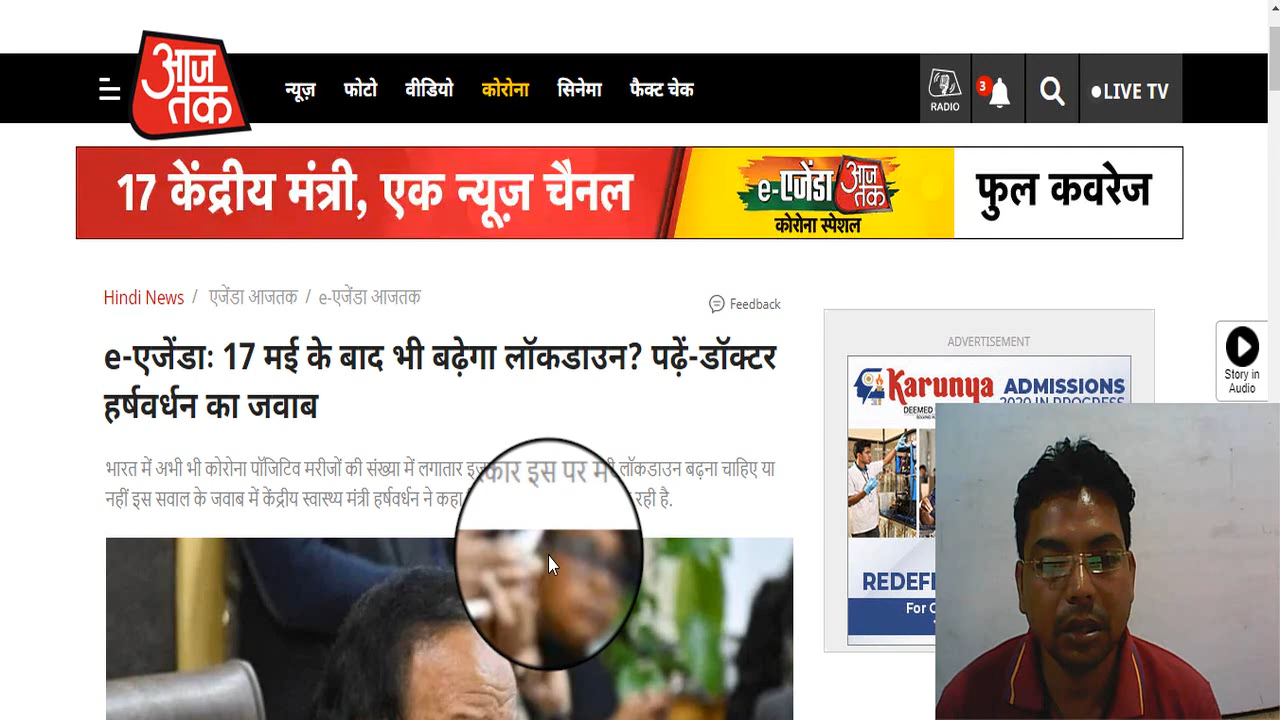 आज
तक
न्यूज़ फोटो वीडियो कोरोना सिनेमा फैक्ट चेक
RADIO
3
LIVE TV
17 केंद्रीय मंत्री, एक न्यूज़ चैनल
e-एजेंडा आज तक
कोरोना स्पेशल
फुल कवरेज
Hindi News / एजेंडा आजतक / e-एजेंडा आजतक
Feedback
e-एजेंडा: 17 मई के बाद भी बढ़ेगा लॉकडाउन? पढ़ें-डॉक्टर
हर्षवर्धन का जवाब
भारत में अभी भी कोरोना पॉजिटिव मरीजों की संख्या में लगातार कार इस पर लॉकडाउन बढ़ना चाहिए या
नहीं इस सवाल के जवाब में केंद्रीय स्वास्थ्य मंत्री हर्षवर्धन ने कहा रही है.
ADVERTISEMENT
Karunya ADMISSIONS
DEEMED
2020 IN PROGRESS
REDEFI
For
Story in
Audio